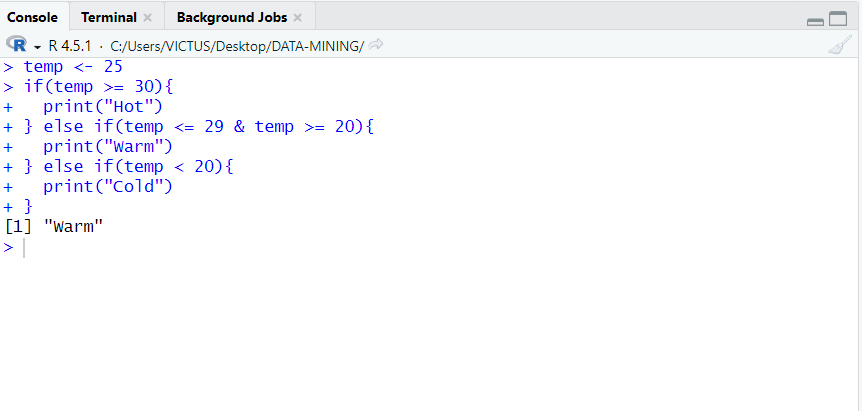 Console Terminal Background Jobs
R R 4.5.1 · C:/Users/VICTUS/Desktop/DATA-MINING/
> temp <- 25
> if(temp >= 30){
+   print("Hot")
+ } else if(temp <= 29 & temp >= 20){
+   print("Warm")
+ } else if(temp < 20){
+   print("Cold")
+ }
[1] "Warm"
>